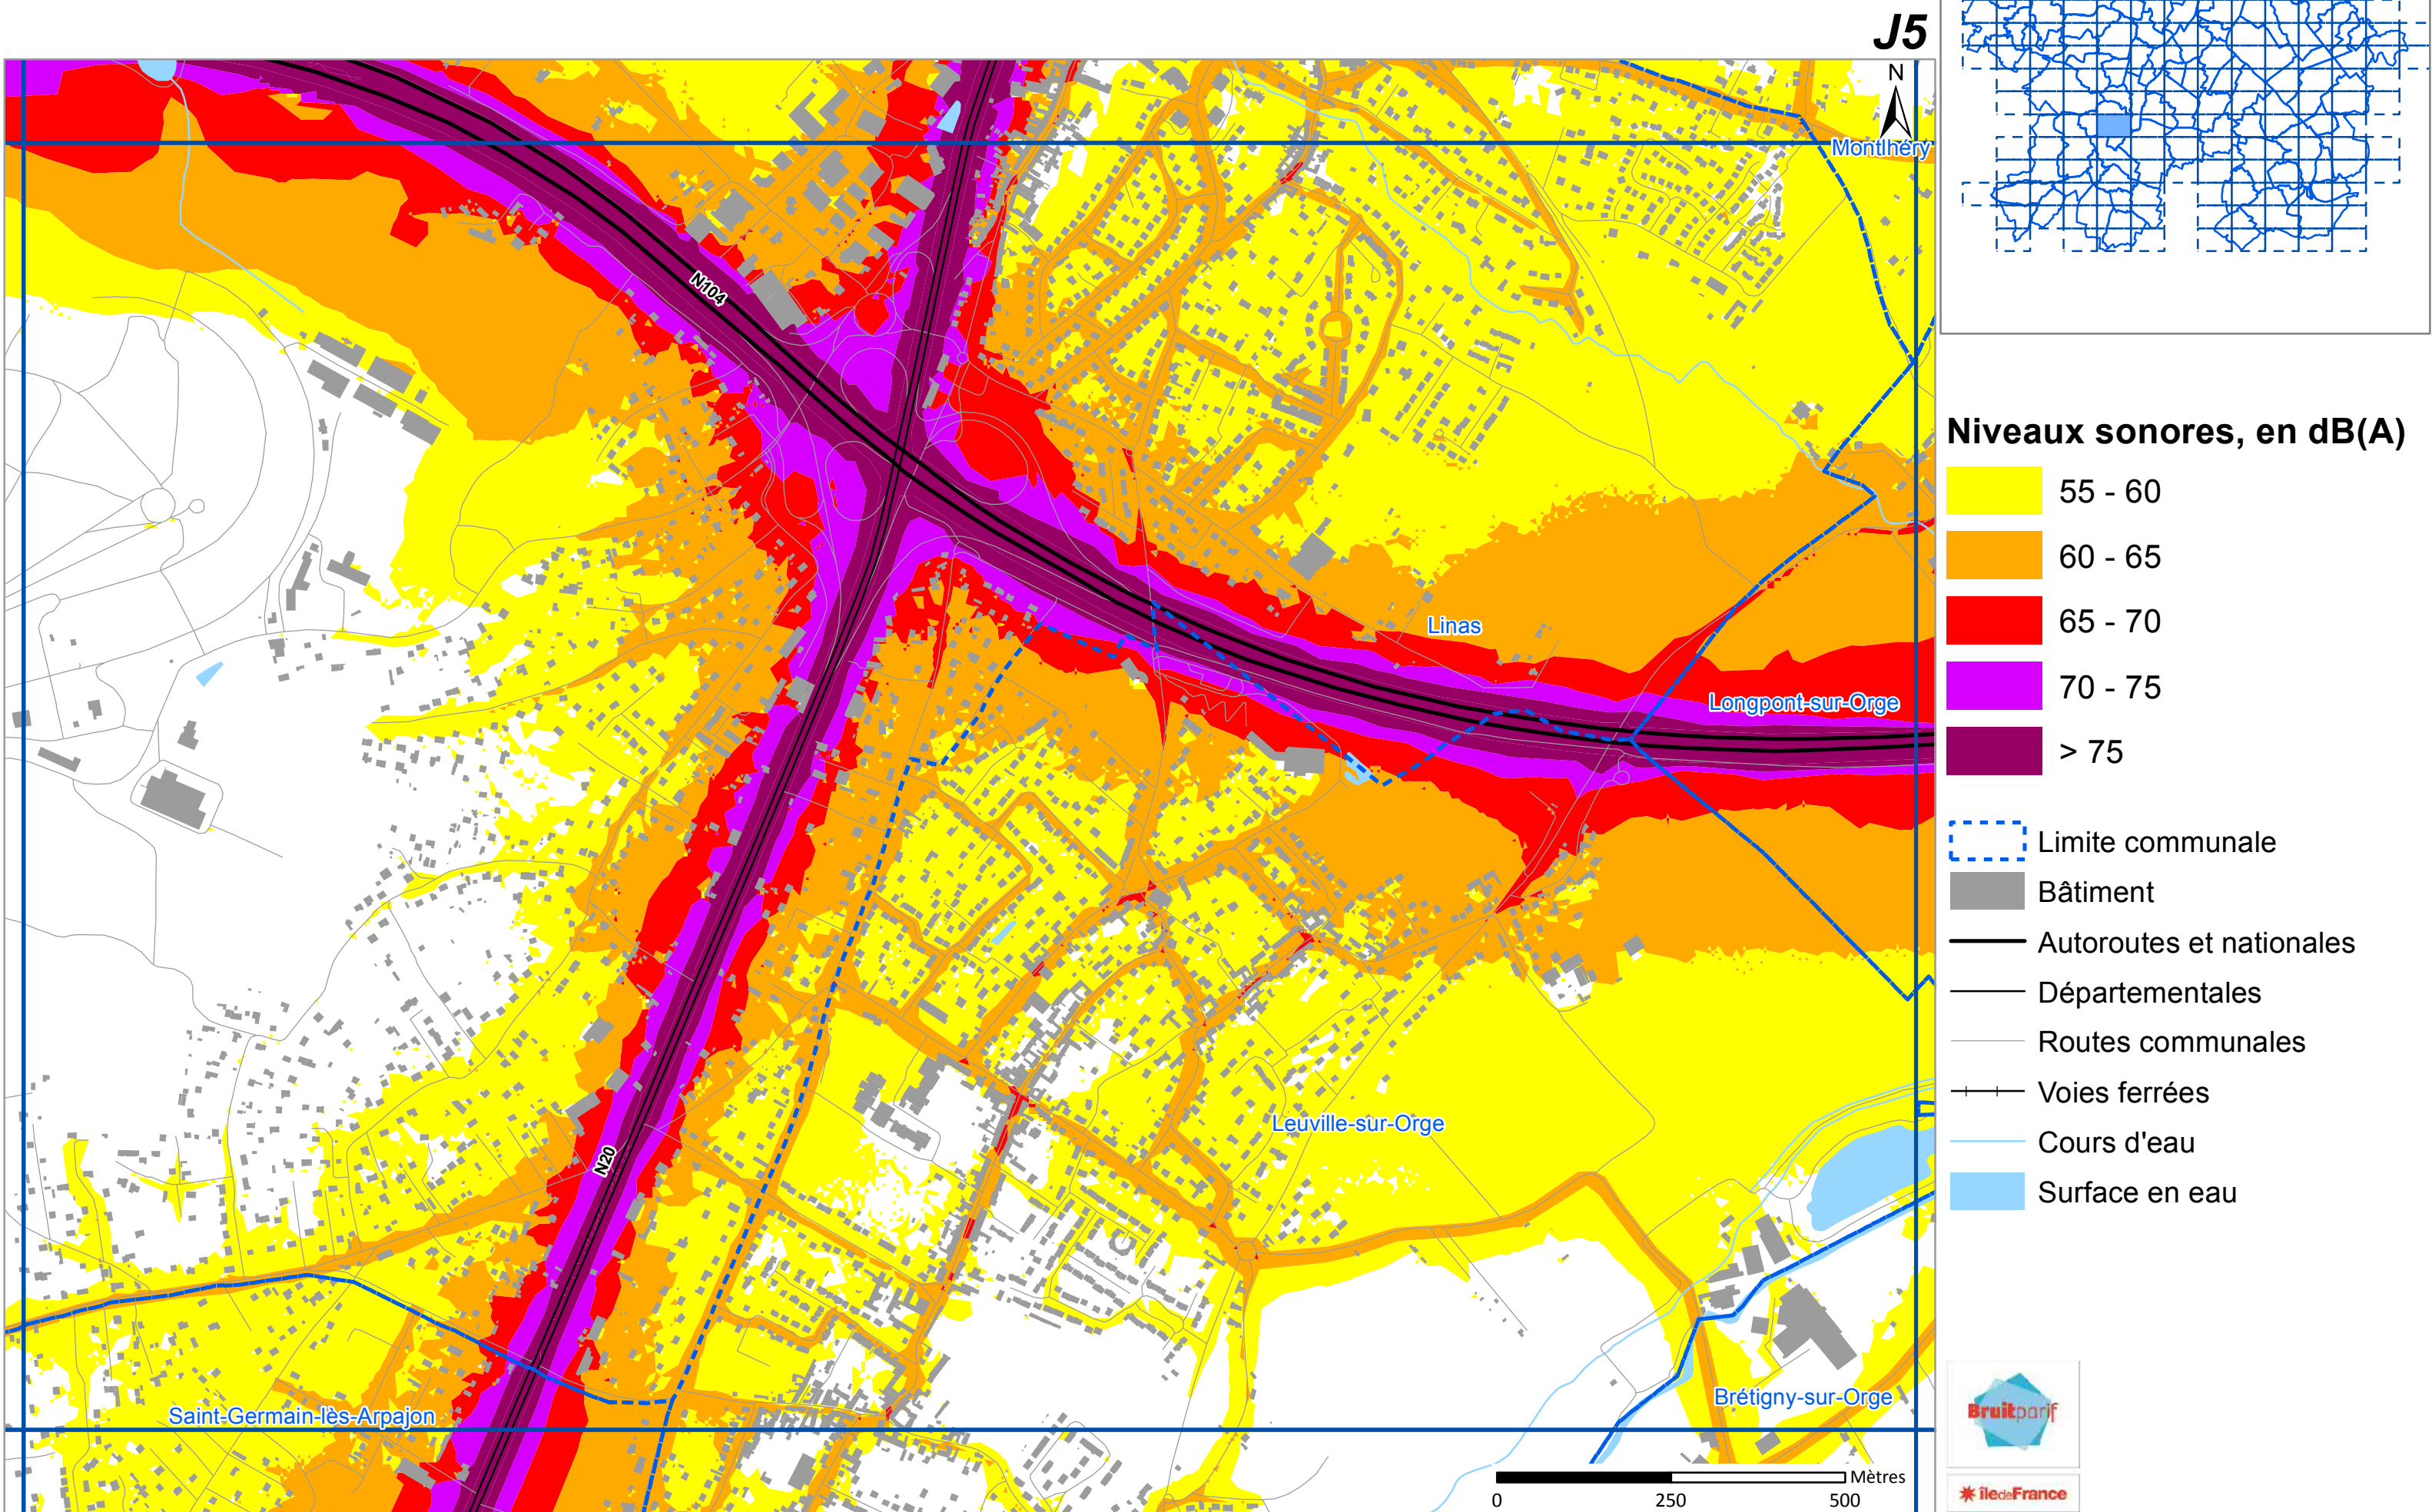 J5
N
Montlhéry
N104
Linas
Longpont-sur-Orge
Leuville-sur-Orge
N20
Saint-Germain-lès-Arpajon
Brétigny-sur-Orge
Mètres
0 250 500
Niveaux sonores, en dB(A)
55 - 60
60 - 65
65 - 70
70 - 75
> 75
Limite communale
Bâtiment
Autoroutes et nationales
Départementales
Routes communales
Voies ferrées
Cours d'eau
Surface en eau
Bruitparif
îledeFrance